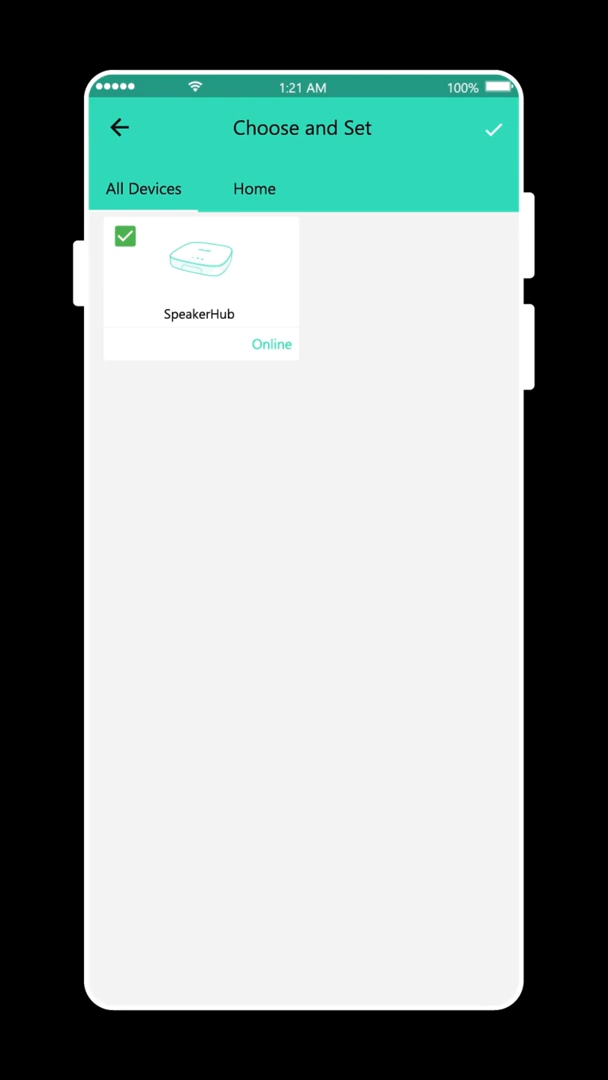 1:21 AM 100%
Choose and Set
All Devices Home
SpeakerHub
Online